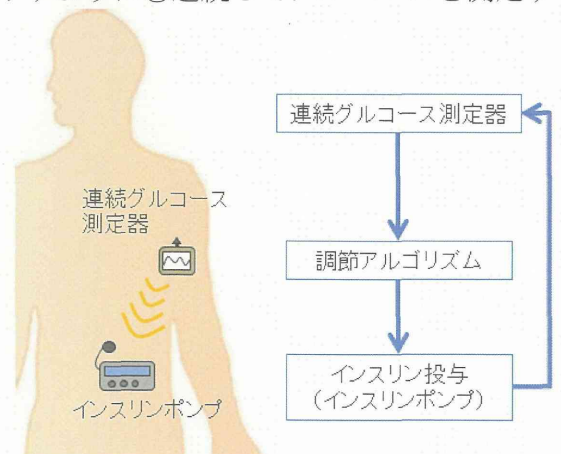 連続グルコース
測定器
インスリンポンプ
連続グルコース測定器
調節アルゴリズム
インスリン投与
（インスリンポンプ）